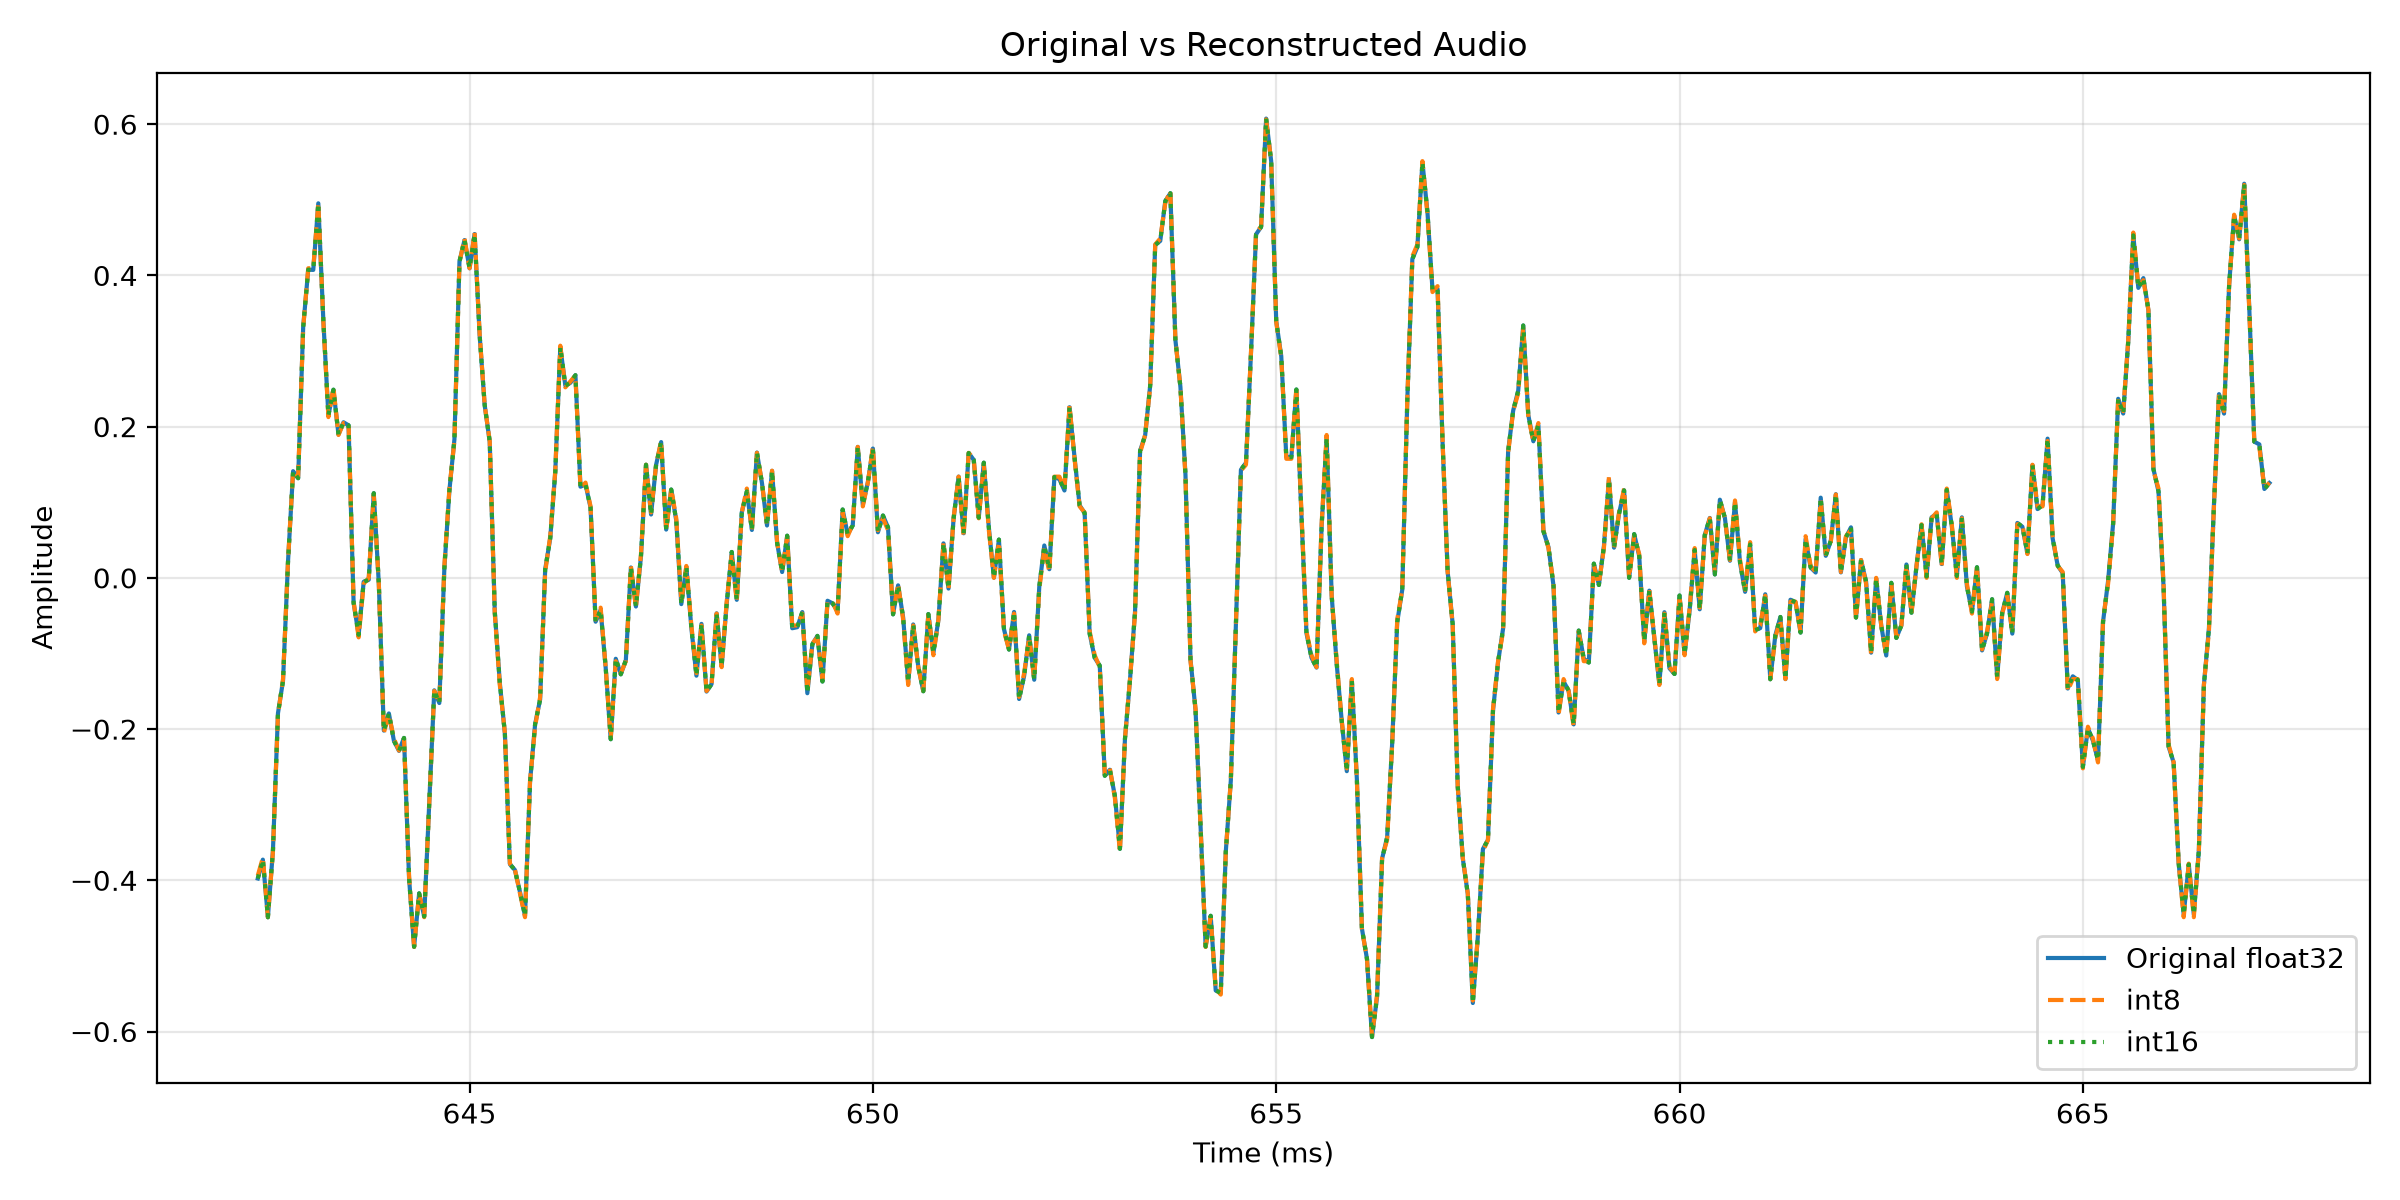 Original vs Reconstructed Audio
Amplitude
0.6
0.4
0.2
0.0
−0.2
−0.4
−0.6
Original float32
int8
int16
645 650 655 660 665
Time (ms)